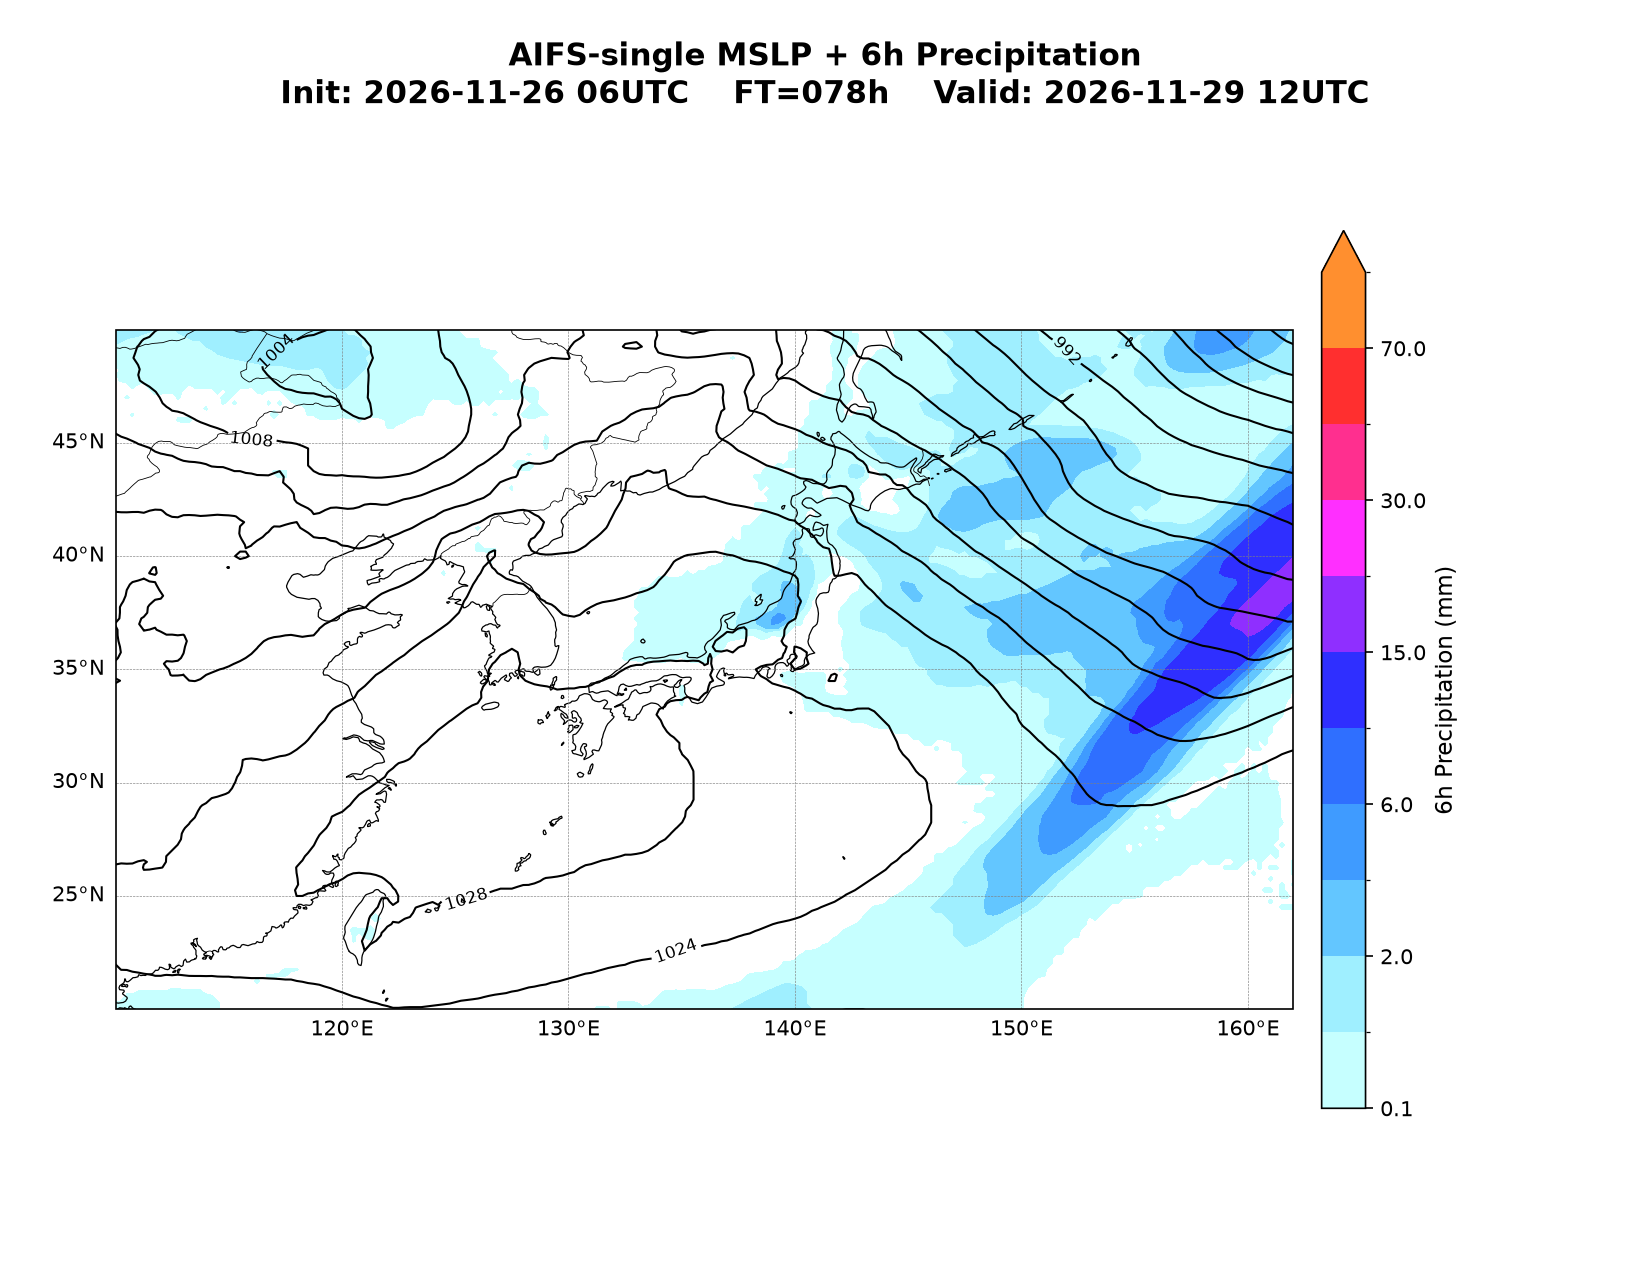 AIFS-single MSLP + 6h Precipitation
Init: 2026-11-26 06UTC    FT=078h    Valid: 2026-11-29 12UTC
1004
992
1008
1028
1024
45°N
40°N
35°N
30°N
25°N
120°E
130°E
140°E
150°E
160°E
70.0
30.0
15.0
6.0
2.0
0.1
6h Precipitation (mm)